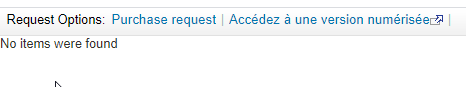 Request Options: Purchase request | Accédez à une version numérisée |
No items were found